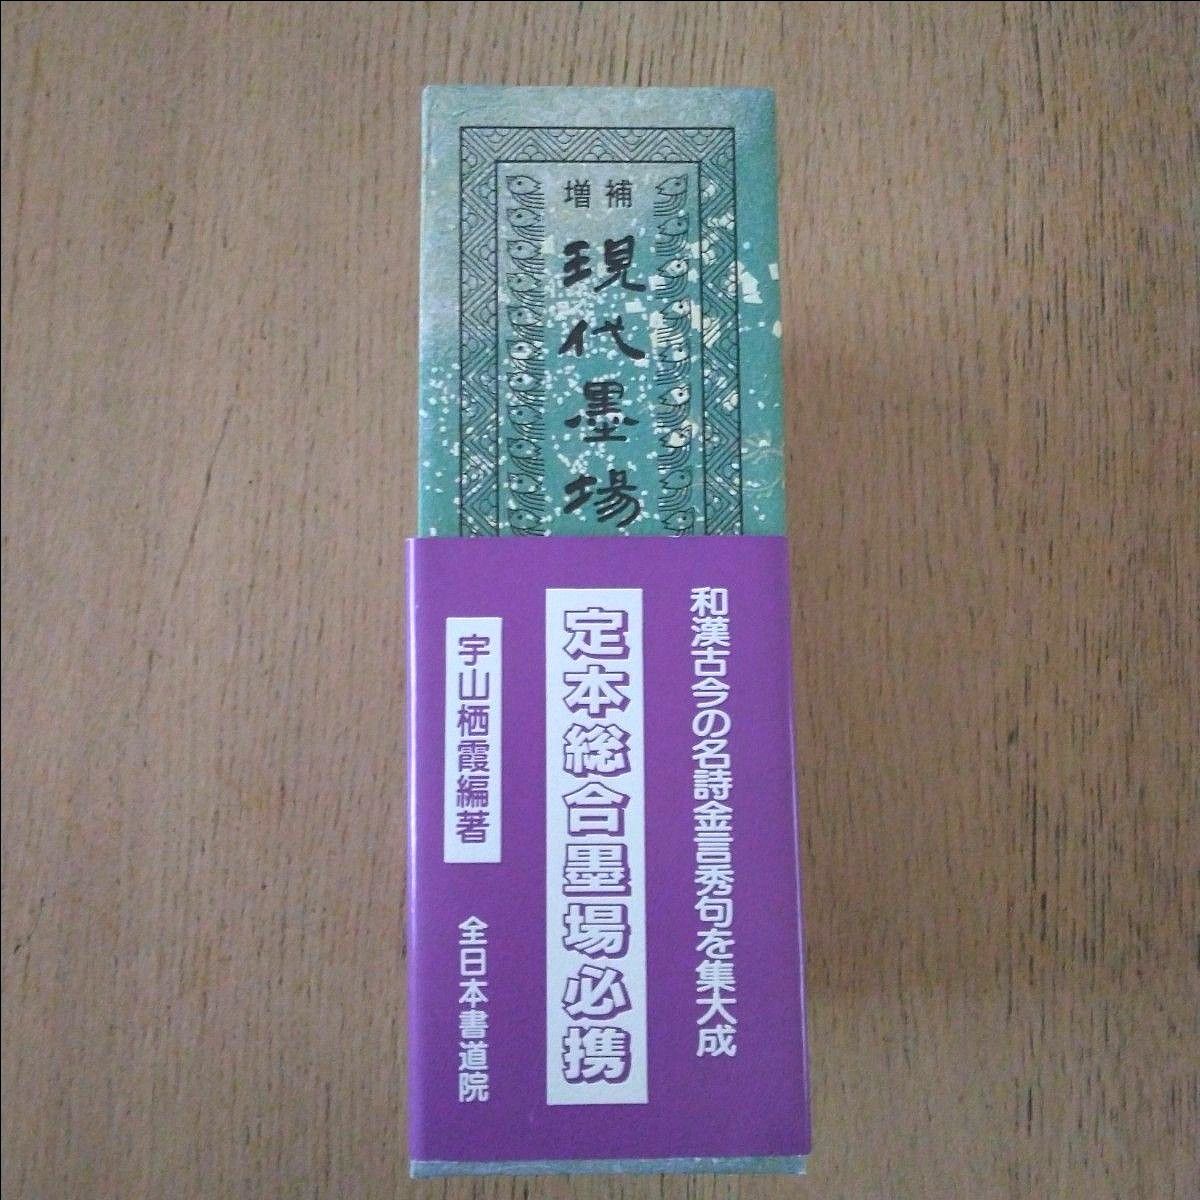 増補
現代墨場
和漢古今の名詩金言秀句を集大成
定本総合墨場必携
宇山栖霞編著
全日本書道院